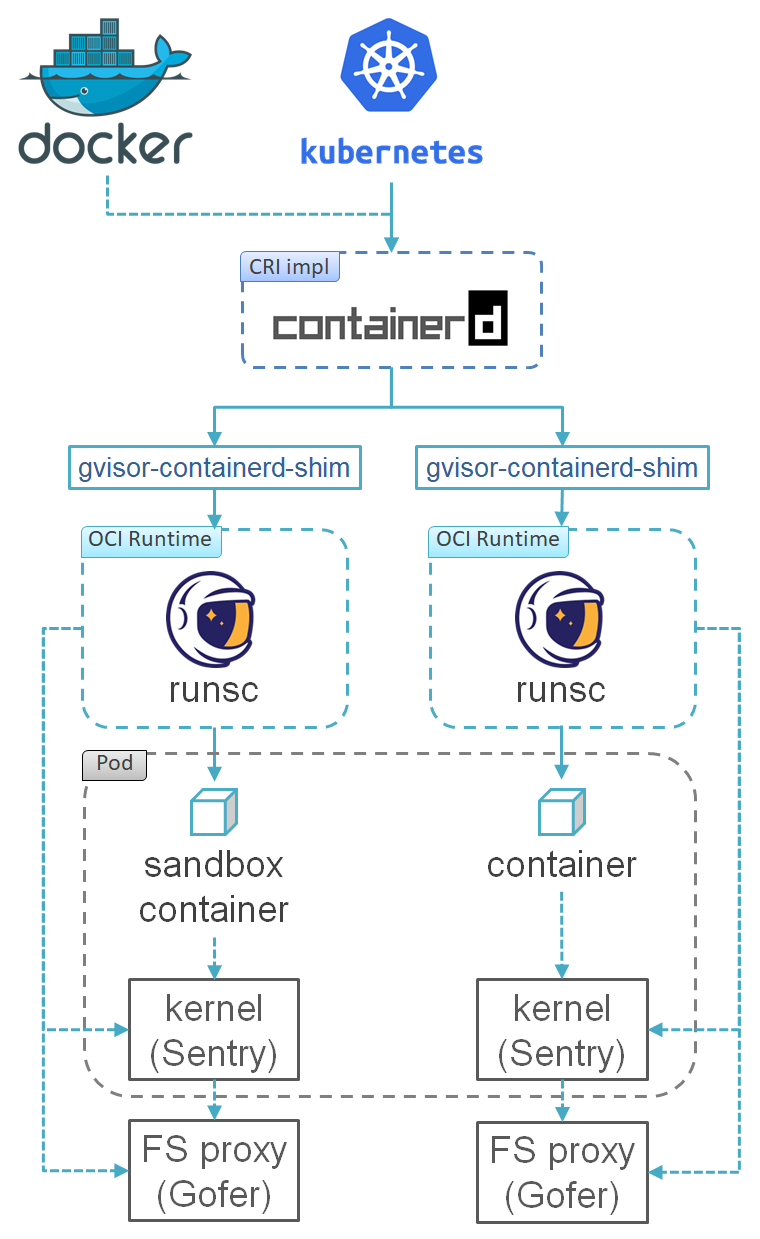 docker
kubernetes
CRI impl
containerd
gvisor-containerd-shim
gvisor-containerd-shim
OCI Runtime
OCI Runtime
runsc
runsc
Pod
sandbox
container
container
kernel
(Sentry)
kernel
(Sentry)
FS proxy
(Gofer)
FS proxy
(Gofer)